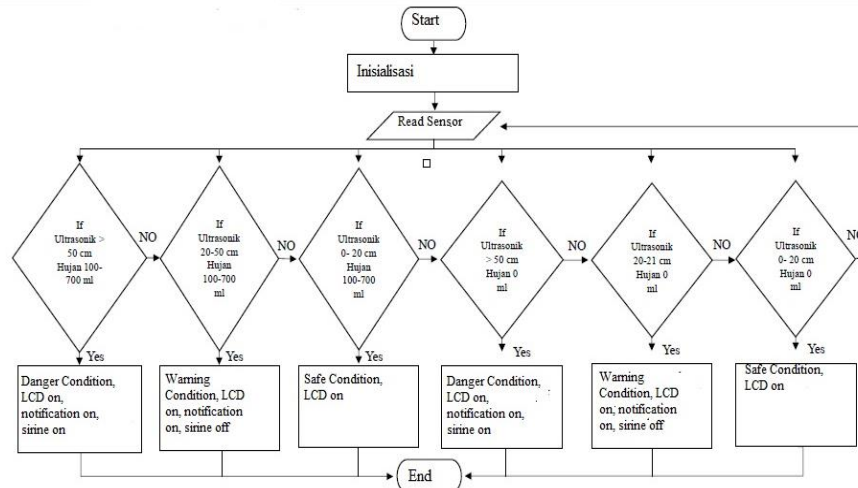 Start
Inisialisasi
Read Sensor
If
Ultrasonik >
50 cm
Hujan 100-
700 ml
NO
If
Ultrasonik
20-50 cm
Hujan
100-700
ml
NO
If
Ultrasonik
0- 20 cm
Hujan
100-700
ml
NO
If
Ultrasonik
> 50 cm
Hujan 0
ml
NO
If
Ultrasonik
20-21 cm
Hujan 0
ml
NO
If
Ultrasonik
0- 20 cm
Hujan 0
ml
NO
Yes
Yes
Yes
Yes
Yes
Yes
Danger Condition,
LCD on,
notification on,
sirine on
Warning
Condition, LCD
on, notification
on, sirine off
Safe Condition,
LCD on
Danger Condition,
LCD on,
notification on,
sirine on
Warning
Condition, LCD
on, notification
on, sirine off
Safe Condition,
LCD on
End